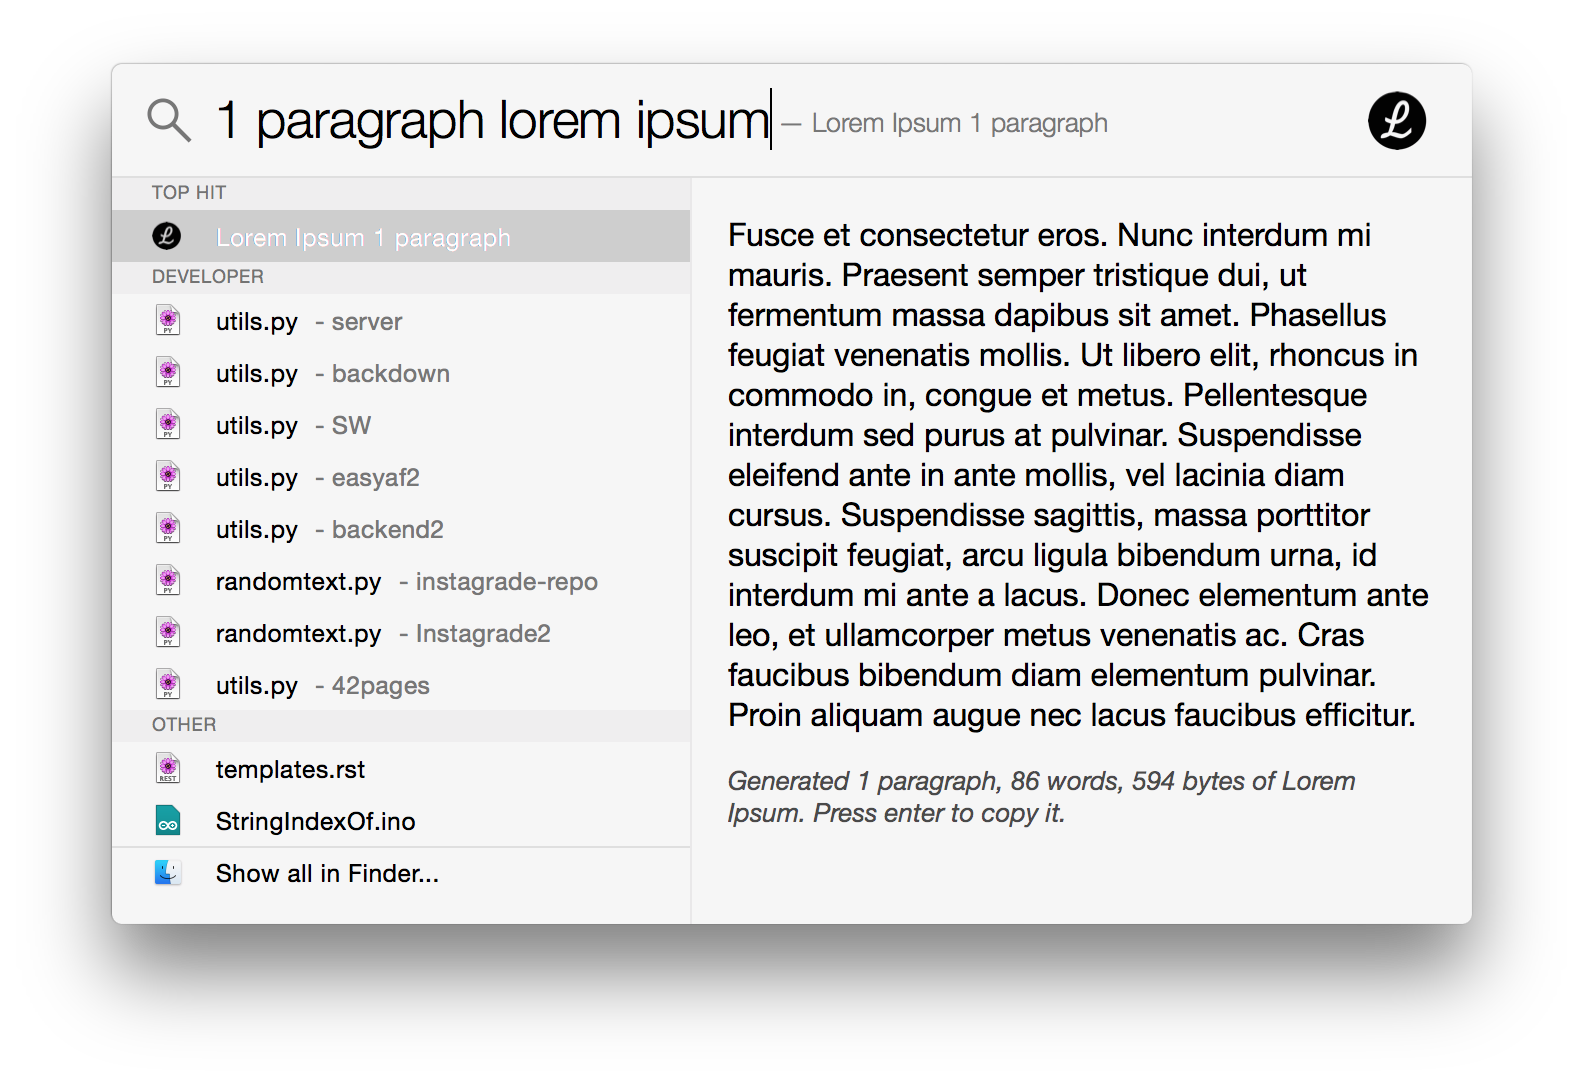 1 paragraph lorem ipsum — Lorem Ipsum 1 paragraph
TOP HIT
Lorem Ipsum 1 paragraph
DEVELOPER
utils.py - server
utils.py - backdown
utils.py - SW
utils.py - easyaf2
utils.py - backend2
randomtext.py - instagrade-repo
randomtext.py - Instagrade2
utils.py - 42pages
OTHER
templates.rst
StringIndexOf.ino
Show all in Finder...
Fusce et consectetur eros. Nunc interdum mi
mauris. Praesent semper tristique dui, ut
fermentum massa dapibus sit amet. Phasellus
feugiat venenatis mollis. Ut libero elit, rhoncus in
commodo in, congue et metus. Pellentesque
interdum sed purus at pulvinar. Suspendisse
eleifend ante in ante mollis, vel lacinia diam
cursus. Suspendisse sagittis, massa porttitor
suscipit feugiat, arcu ligula bibendum urna, id
interdum mi ante a lacus. Donec elementum ante
leo, et ullamcorper metus venenatis ac. Cras
faucibus bibendum diam elementum pulvinar.
Proin aliquam augue nec lacus faucibus efficitur.
Generated 1 paragraph, 86 words, 594 bytes of Lorem
Ipsum. Press enter to copy it.